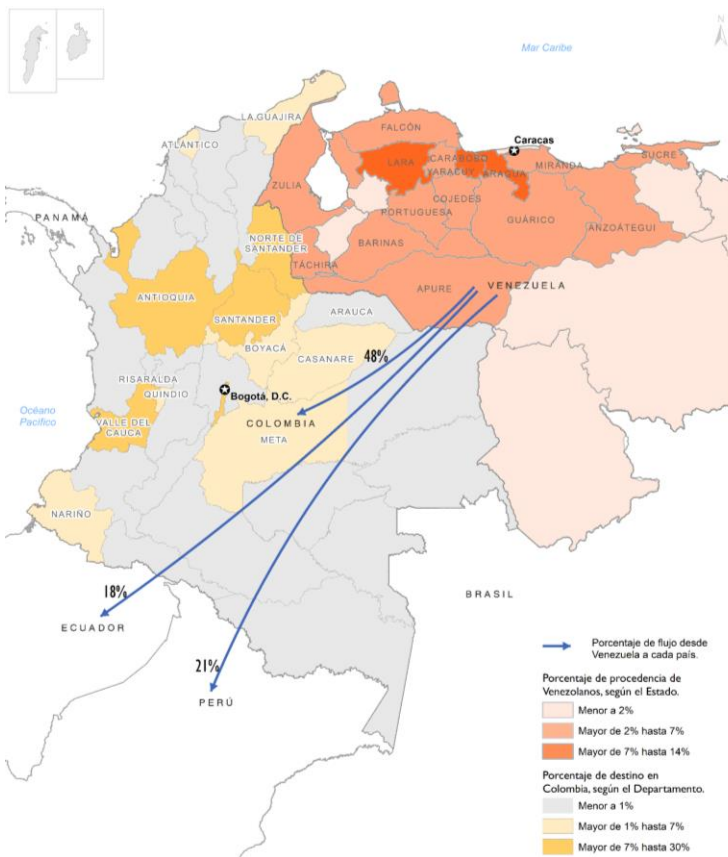 N
Mar Caribe
LA GUAJIRA
ATLÁNTICO
FALCÓN
Caracas
LARA
CARABOBO
YARACUY
ARAGUA
MIRANDA
SUCRE
ZULIA
COJEDES
PORTUGUESA
GUÁRICO
ANZOÁTEGUI
PANAMÁ
NORTE DE
SANTANDER
BARINAS
TÁCHIRA
APURE
VENEZUELA
ANTIOQUIA
SANTANDER
ARAUCA
BOYACÁ
CASANARE
48%
RISARALDA
QUINDIO
Bogotá, D.C.
Océano
Pacífico
VALLE DEL
CAUCA
COLOMBIA
META
NARIÑO
18%
ECUADOR
21%
PERÚ
BRASIL
Porcentaje de flujo desde
Venezuela a cada país.
Porcentaje de procedencia de
Venezolanos, según el Estado.
Menor a 2%
Mayor de 2% hasta 7%
Mayor de 7% hasta 14%
Porcentaje de destino en
Colombia, según el Departamento.
Menor a 1%
Mayor de 1% hasta 7%
Mayor de 7% hasta 30%